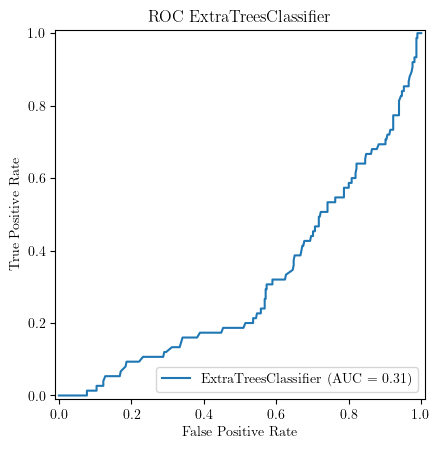 ROC ExtraTreesClassifier
1.0
0.8
0.6
0.4
0.2
0.0
True Positive Rate
ExtraTreesClassifier (AUC = 0.31)
0.0 0.2 0.4 0.6 0.8 1.0
False Positive Rate